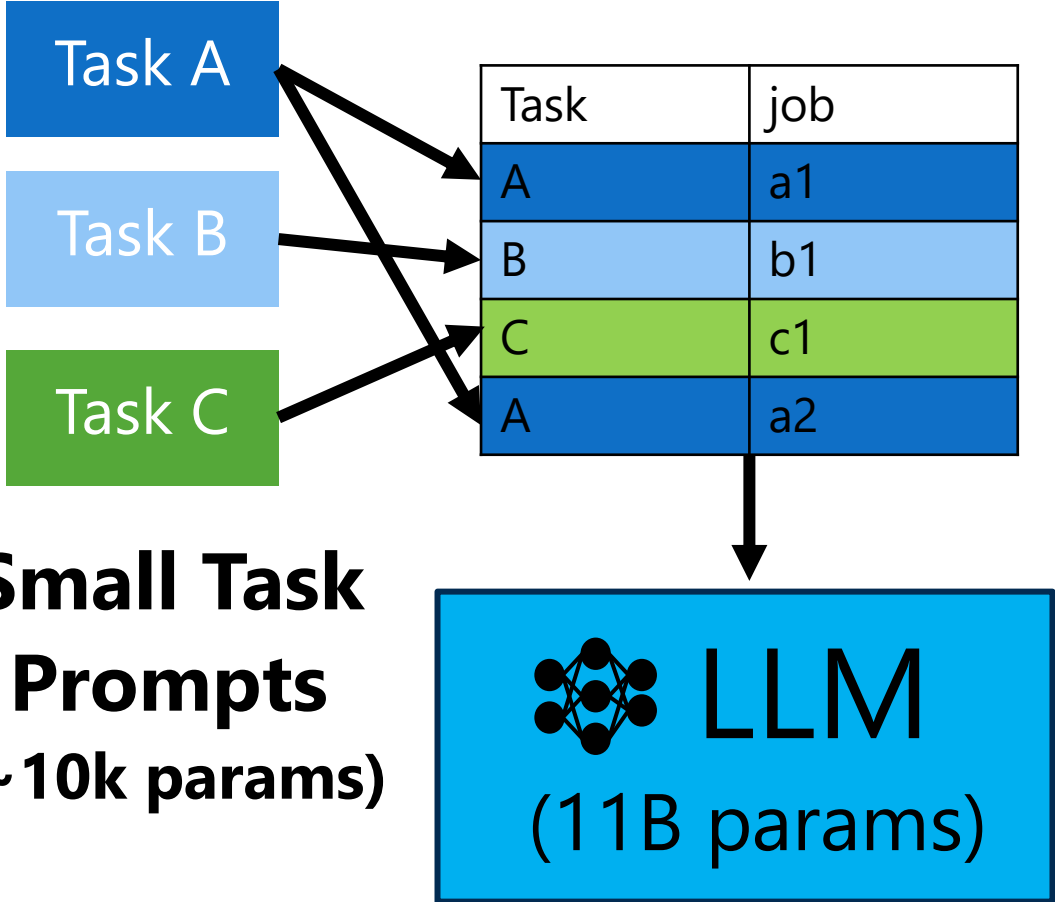 Task A
Task B
Task C
Task job
A a1
B b1
C c1
A a2
Small Task
Prompts
~10k params)
LLM
(11B params)